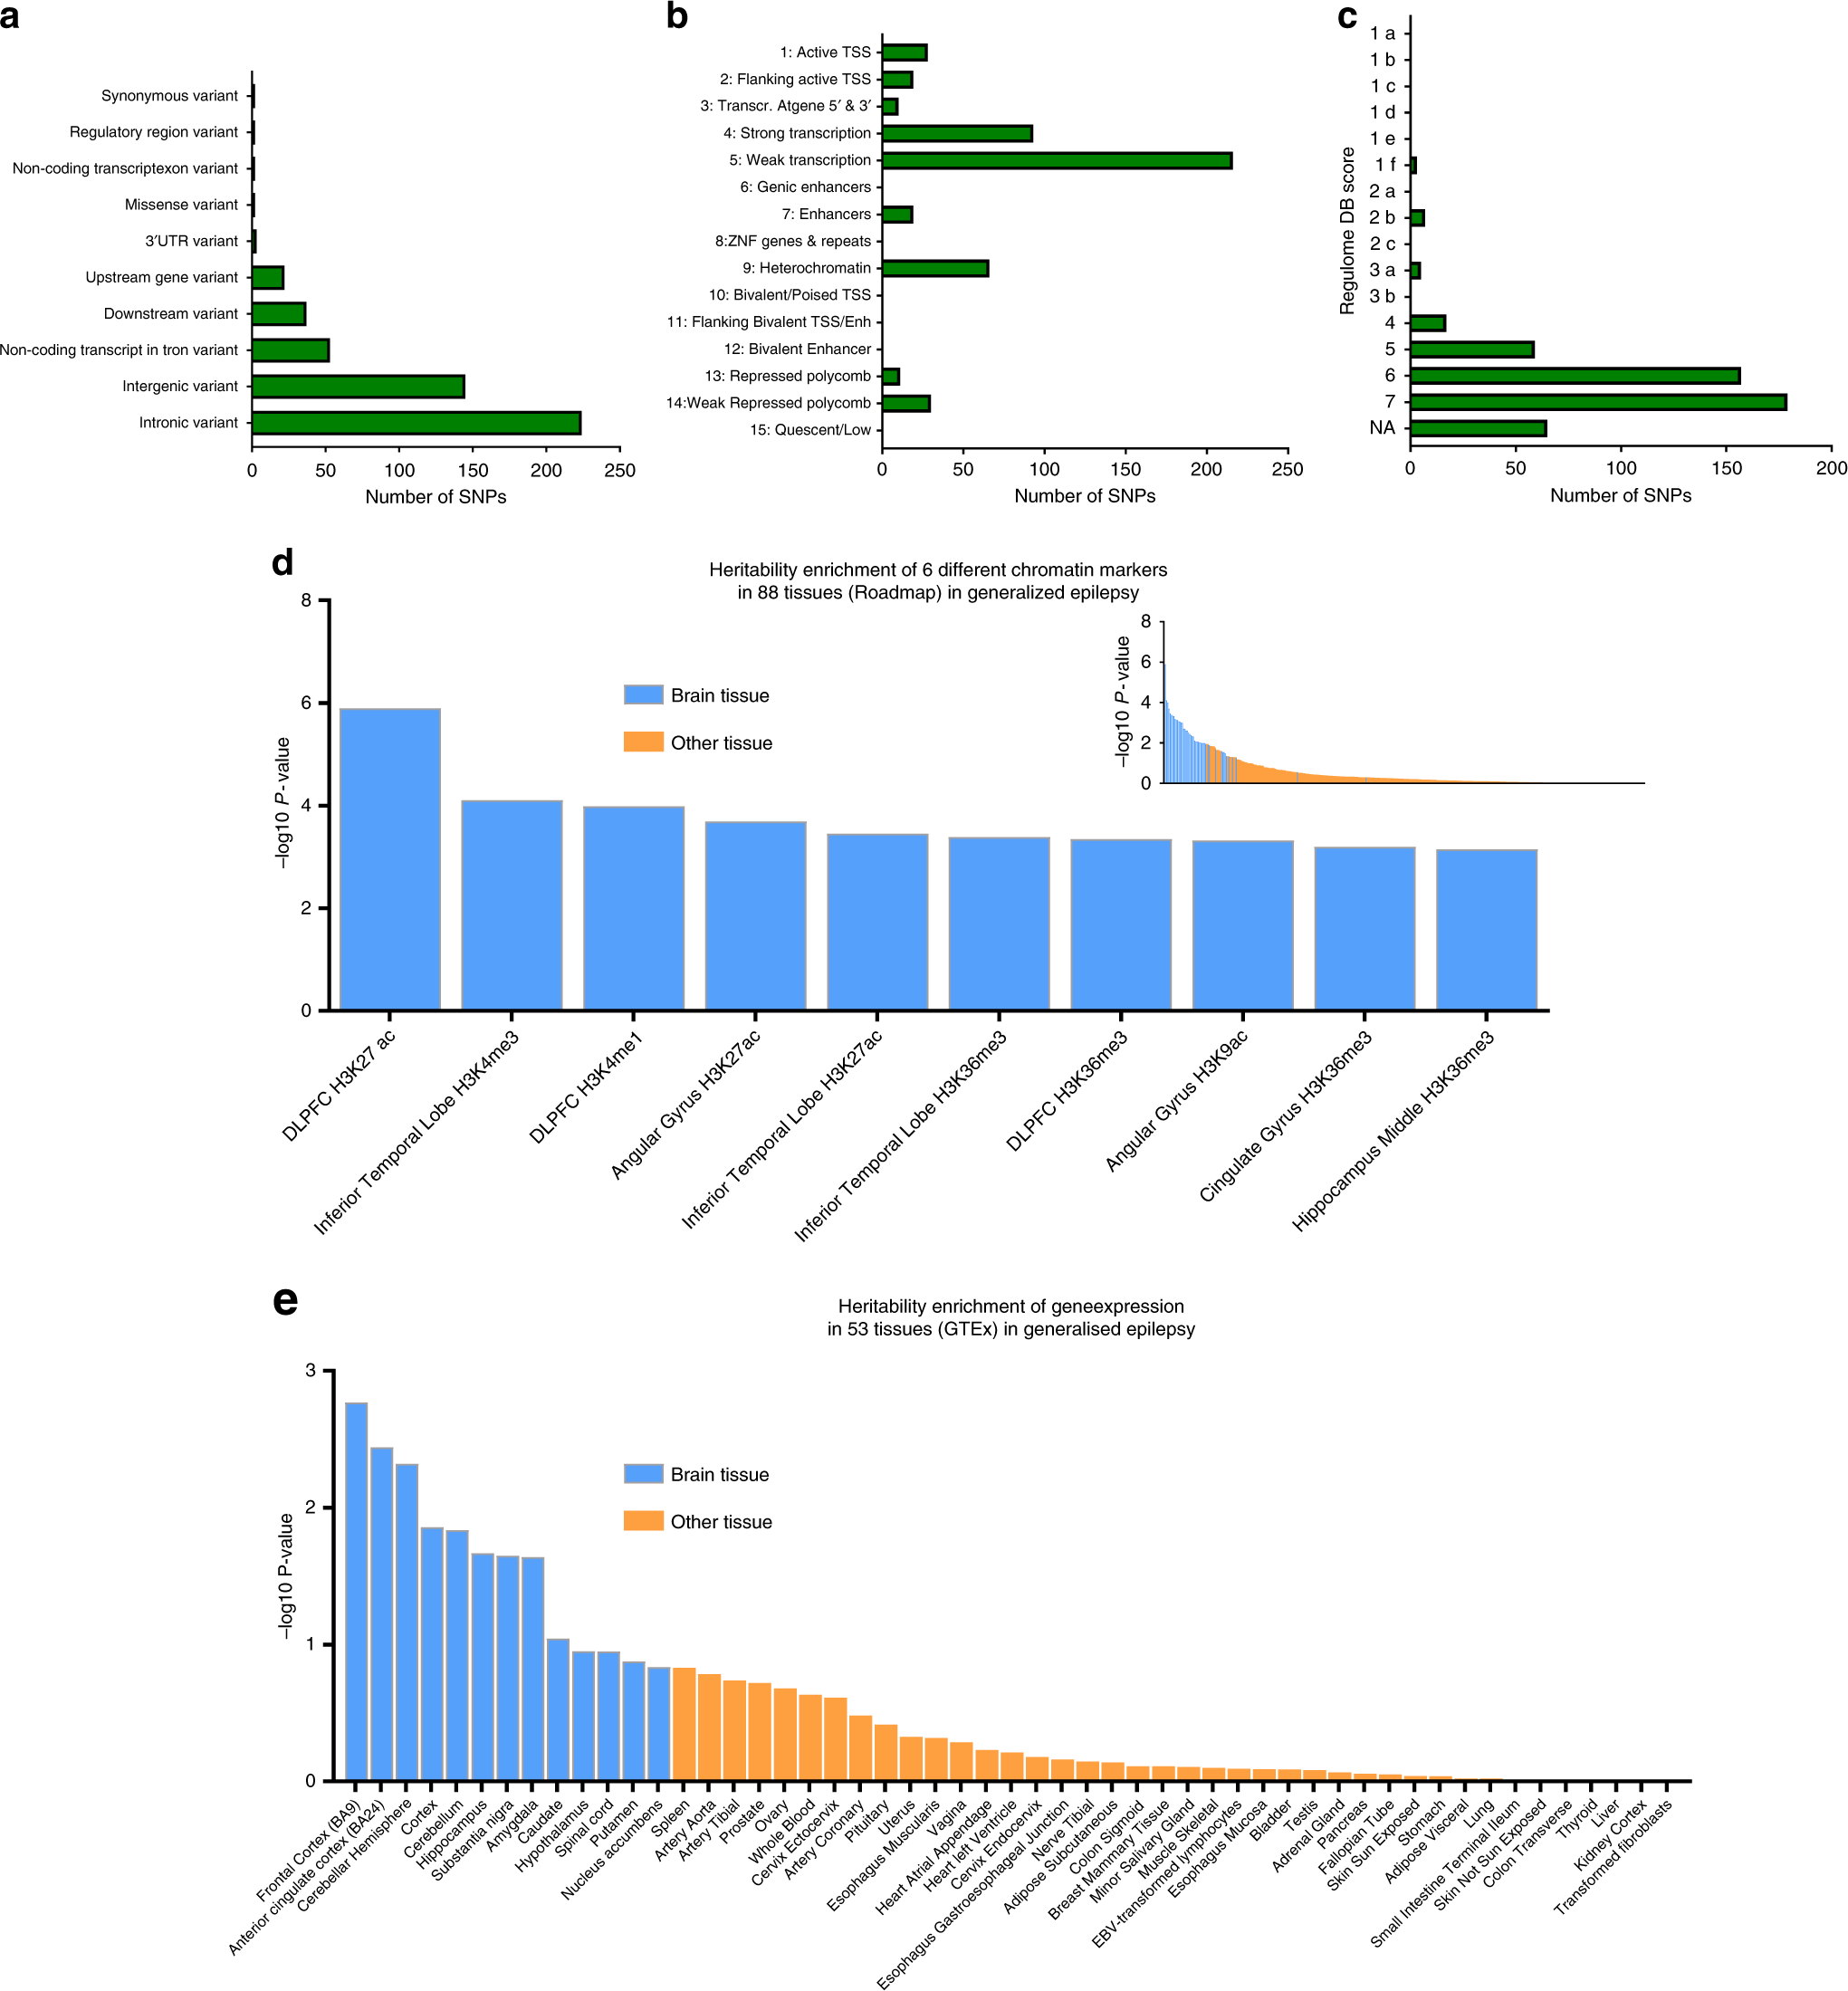 a
Synonymous variant
Regulatory region variant
Non-coding transcriptexon variant
Missense variant
3′UTR variant
Upstream gene variant
Downstream variant
Non-coding transcript in tron variant
Intergenic variant
Intronic variant
0 50 100 150 200 250
Number of SNPs
b
1: Active TSS
2: Flanking active TSS
3: Transcr. Atgene 5′ & 3′
4: Strong transcription
5: Weak transcription
6: Genic enhancers
7: Enhancers
8:ZNF genes & repeats
9: Heterochromatin
10: Bivalent/Poised TSS
11: Flanking Bivalent TSS/Enh
12: Bivalent Enhancer
13: Repressed polycomb
14:Weak Repressed polycomb
15: Quescent/Low
0 50 100 150 200 250
Number of SNPs
c
Regulome DB score
1 a
1 b
1 c
1 d
1 e
1 f
2 a
2 b
2 c
3 a
3 b
4
5
6
7
NA
0 50 100 150 200
Number of SNPs
d
Heritability enrichment of 6 different chromatin markers
in 88 tissues (Roadmap) in generalized epilepsy
–log10 P-value
8
6
4
2
0
Brain tissue
Other tissue
–log10 P-value
8
6
4
2
0
DLPFC H3K27 ac
Inferior Temporal Lobe H3K4me3
DLPFC H3K4me1
Angular Gyrus H3K27ac
Inferior Temporal Lobe H3K27ac
Inferior Temporal Lobe H3K36me3
DLPFC H3K36me3
Angular Gyrus H3K9ac
Cingulate Gyrus H3K36me3
Hippocampus Middle H3K36me3
e
Heritability enrichment of geneexpression
in 53 tissues (GTEx) in generalised epilepsy
–log10 P-value
3
2
1
0
Brain tissue
Other tissue
Frontal Cortex (BA9)
Anterior cingulate cortex (BA24)
Cerebellar Hemisphere
Cortex
Cerebellum
Hippocampus
Substantia nigra
Amygdala
Caudate
Hypothalamus
Spinal cord
Putamen
Nucleus accumbens
Spleen
Artery Aorta
Artery Tibial
Prostate
Ovary
Whole Blood
Cervix Ectocervix
Artery Coronary
Pituitary
Uterus
Esophagus Muscularis
Vagina
Heart Atrial Appendage
Heart left Ventricle
Cervix Endocervix
Esophagus Gastroesophageal Junction
Nerve Tibial
Adipose Subcutaneous
Colon Sigmoid
Breast Mammary Tissue
Minor Salivary Gland
Muscle Skeletal
EBV-transformed lymphocytes
Esophagus Mucosa
Bladder
Testis
Adrenal Gland
Pancreas
Fallopian Tube
Skin Sun Exposed
Stomach
Adipose Visceral
Lung
Small Intestine Terminal Ileum
Skin Not Sun Exposed
Colon Transverse
Thyroid
Liver
Kidney Cortex
Transformed fibroblasts